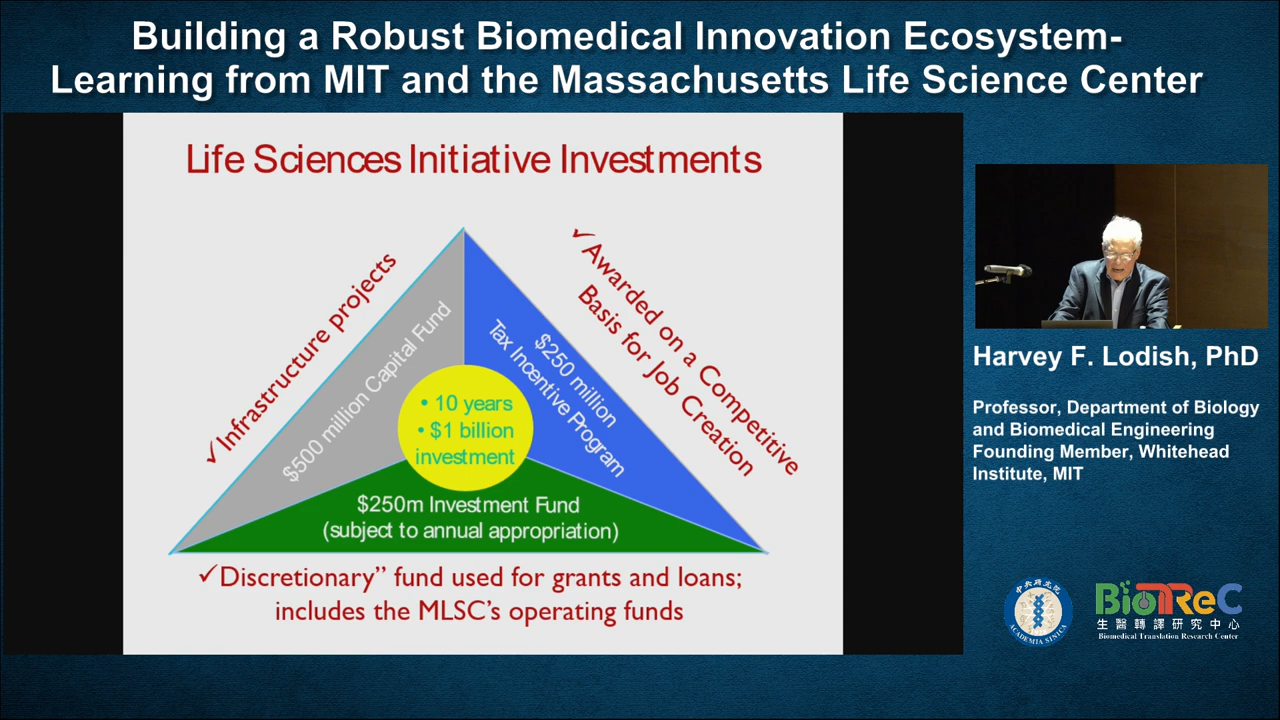 Building a Robust Biomedical Innovation Ecosystem-
Learning from MIT and the Massachusetts Life Science Center
Life Sciences Initiative Investments
✓Infrastructure projects
$500 million Capital Fund
✓Awarded on a Competitive
Basis for Job Creation
$250 million
Tax Incentive Program
• 10 years
• $1 billion
investment
$250m Investment Fund
(subject to annual appropriation)
✓Discretionary” fund used for grants and loans;
includes the MLSC’s operating funds
Harvey F. Lodish, PhD
Professor, Department of Biology
and Biomedical Engineering
Founding Member, Whitehead
Institute, MIT
中央研究院
ACADEMIA SINICA
BioTReC
生醫轉譯研究中心
Biomedical Translation Research Center